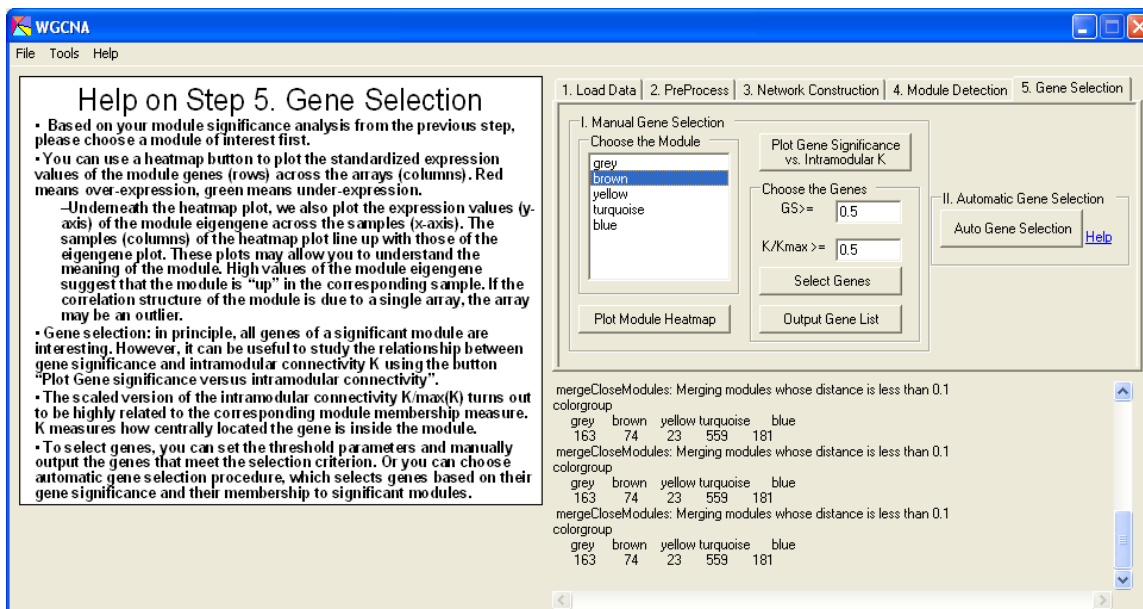 WGCNA
File Tools Help
Help on Step 5. Gene Selection
▪ Based on your module significance analysis from the previous step,
please choose a module of interest first.
▪You can use a heatmap button to plot the standardized expression
values of the module genes (rows) across the arrays (columns). Red
means over-expression, green means under-expression.
–Underneath the heatmap plot, we also plot the expression values (y-
axis) of the module eigengene across the samples (x-axis). The
samples (columns) of the heatmap plot line up with those of the
eigengene plot. These plots may allow you to understand the
meaning of the module. High values of the module eigengene
suggest that the module is “up” in the corresponding sample. If the
correlation structure of the module is due to a single array, the array
may be an outlier.
▪Gene selection: in principle, all genes of a significant module are
interesting. However, it can be useful to study the relationship between
gene significance and intramodular connectivity K using the button
“Plot Gene significance versus intramodular connectivity”.
▪The scaled version of the intramodular connectivity K/max(K) turns out
to be highly related to the corresponding module membership measure.
K measures how centrally located the gene is inside the module.
▪To select genes, you can set the threshold parameters and manually
output the genes that meet the selection criterion. Or you can choose
automatic gene selection procedure, which selects genes based on their
gene significance and their membership to significant modules.
1. Load Data 2. PreProcess 3. Network Construction 4. Module Detection 5. Gene Selection
I. Manual Gene Selection
Choose the Module
grey
brown
yellow
turquoise
blue
Plot Module Heatmap
Plot Gene Significance
vs. Intramodular K
Choose the Genes
GS>= 0.5
K/Kmax >= 0.5
Select Genes
Output Gene List
II. Automatic Gene Selection
Auto Gene Selection Help
mergeCloseModules: Merging modules whose distance is less than 0.1
colorgroup
grey brown yellow turquoise blue
163 74 23 559 181
mergeCloseModules: Merging modules whose distance is less than 0.1
colorgroup
grey brown yellow turquoise blue
163 74 23 559 181
mergeCloseModules: Merging modules whose distance is less than 0.1
colorgroup
grey brown yellow turquoise blue
163 74 23 559 181